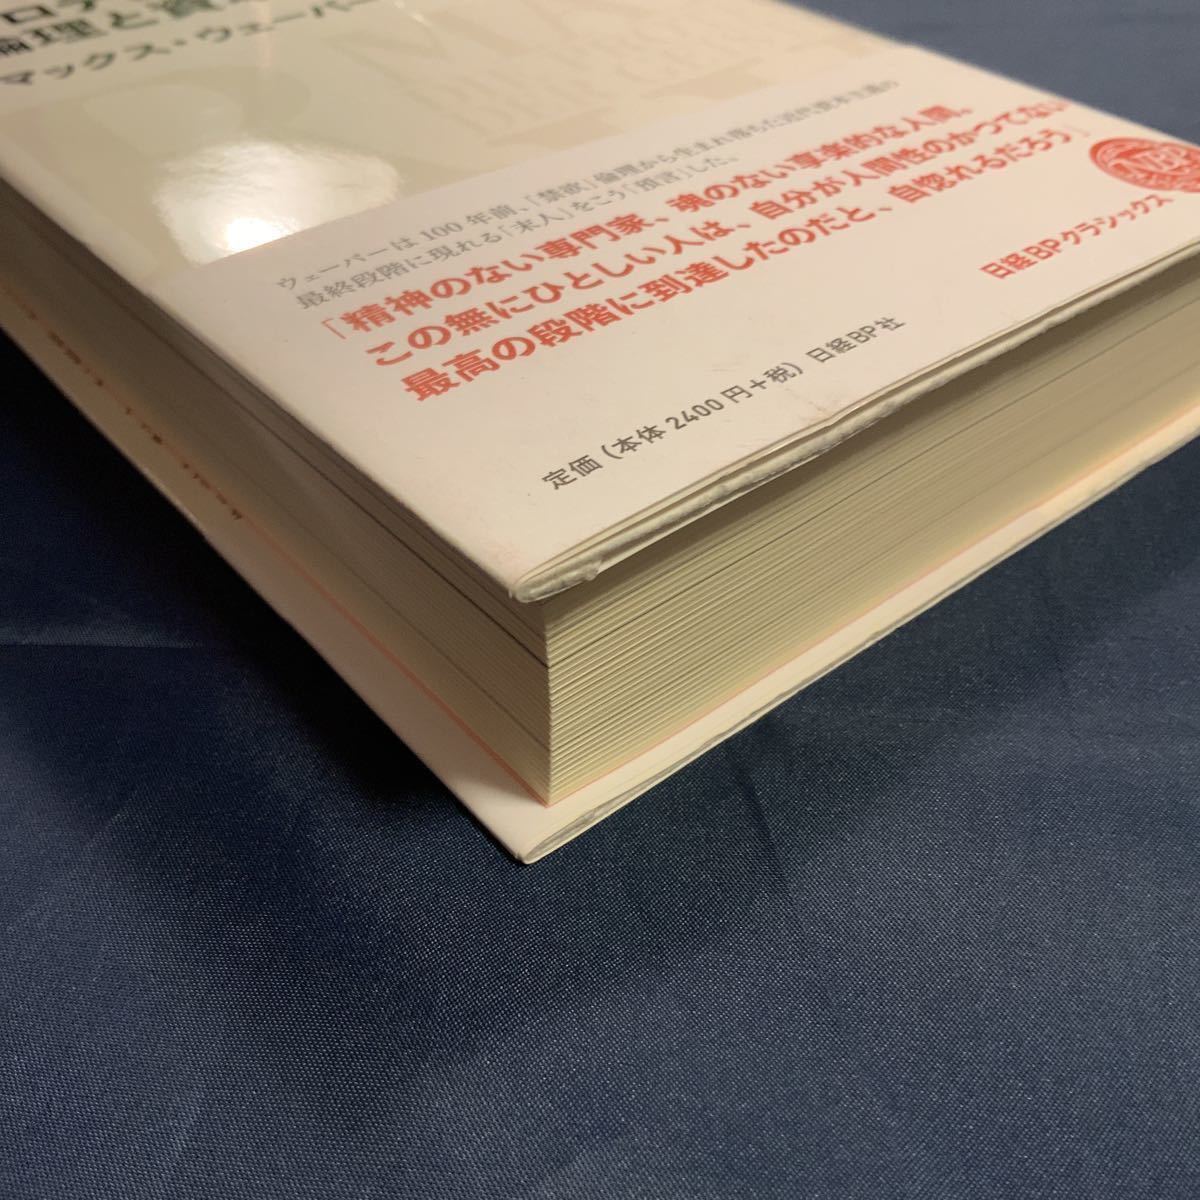 ロテ
倫理と資
マックス・ウェーバー
ウェーバーは100年前、「禁欲」倫理から生まれ落ちた近代資本主義の
最終段階に現れる「末人」をこう「預言」した。
「精神のない専門家、魂のない享楽的な人間。
この無にひとしい人は、自分が人間性のかつてない
最高の段階に到達したのだと、自惚れるだろう」
日経BPクラシックス
定価(本体2400円+税) 日経BP社